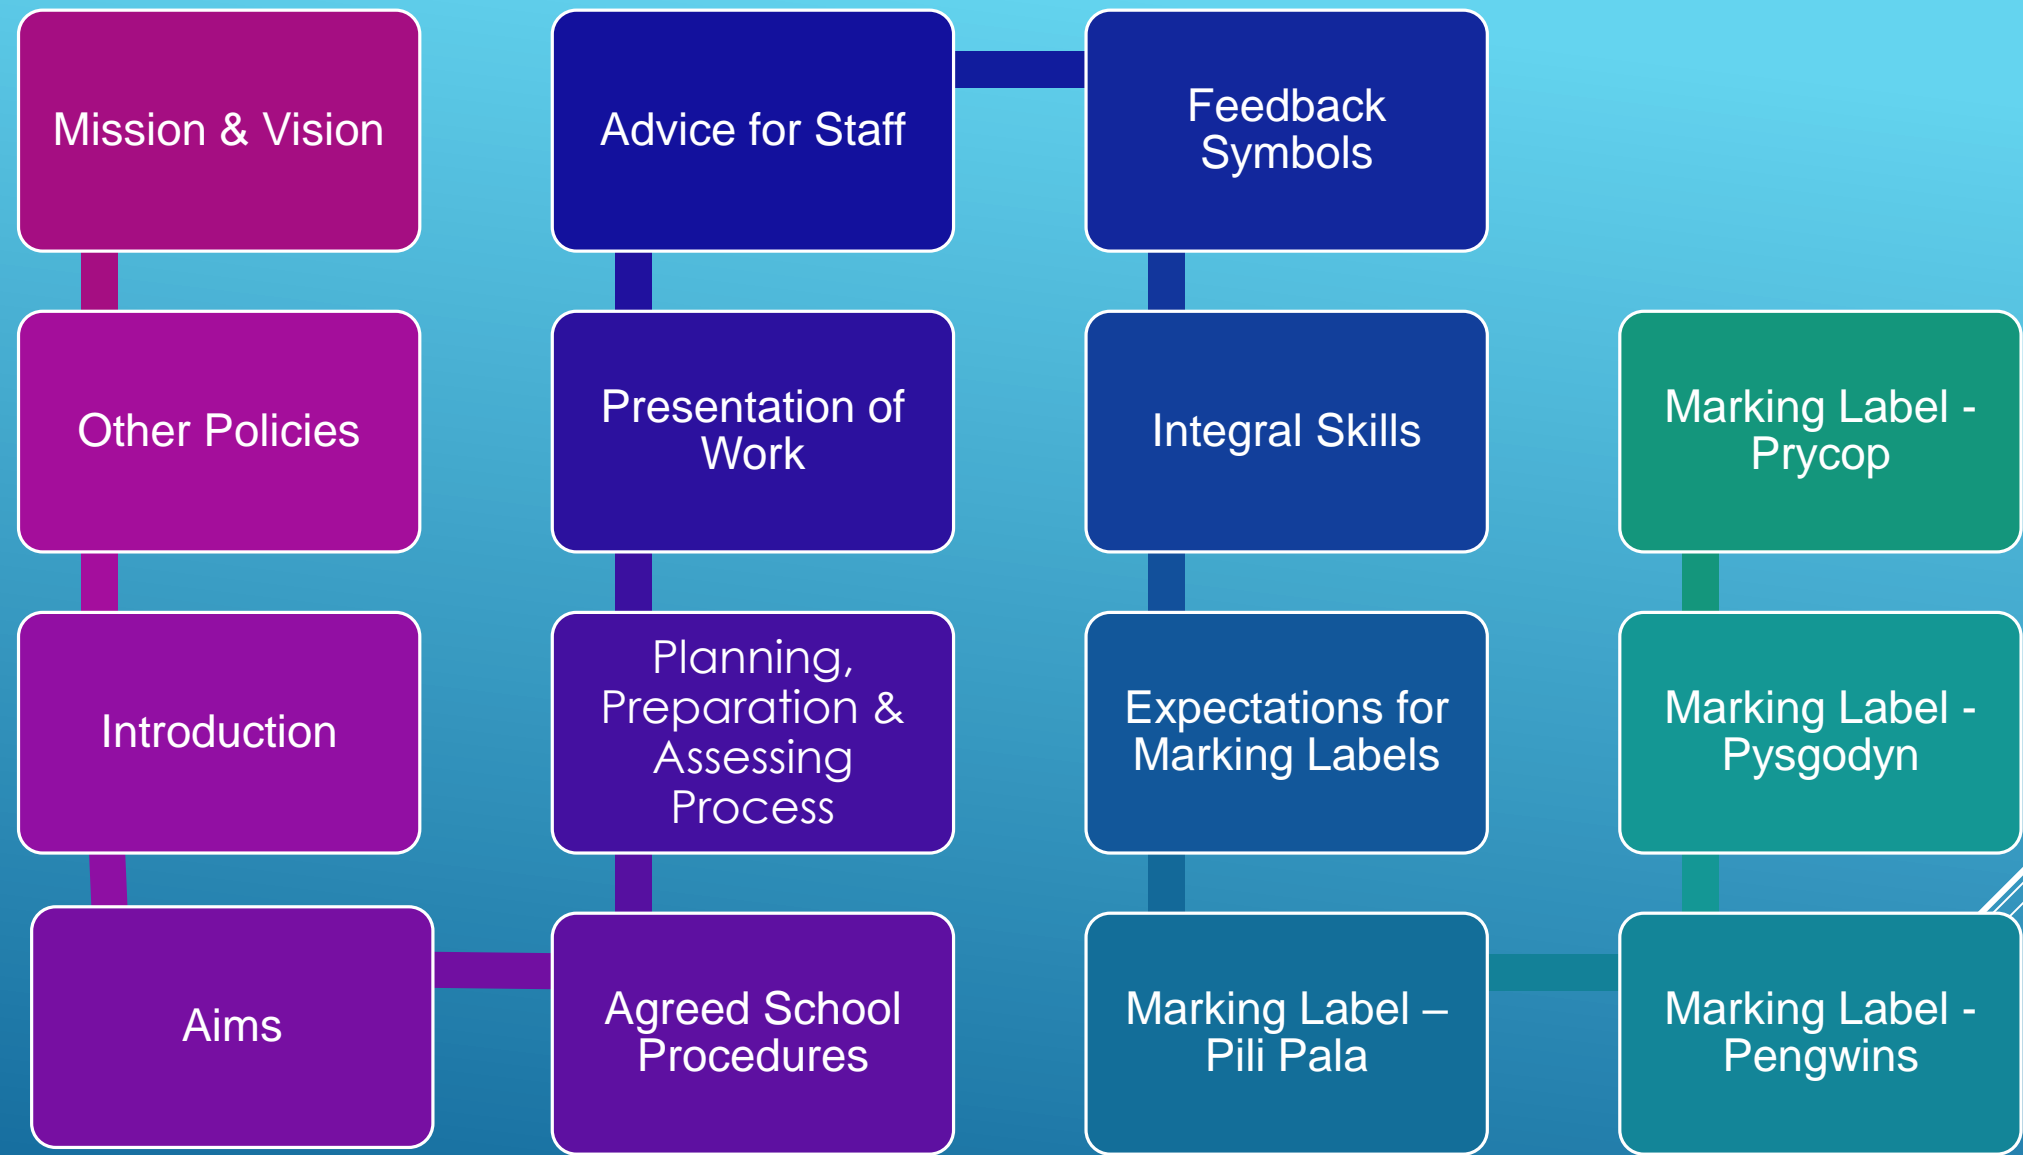 Mission & Vision
Other Policies
Introduction
Aims
Agreed School
Procedures
Planning,
Preparation &
Assessing
Process
Presentation of
Work
Advice for Staff
Feedback
Symbols
Integral Skills
Expectations for
Marking Labels
Marking Label –
Pili Pala
Marking Label -
Pengwins
Marking Label -
Pysgodyn
Marking Label -
Prycop